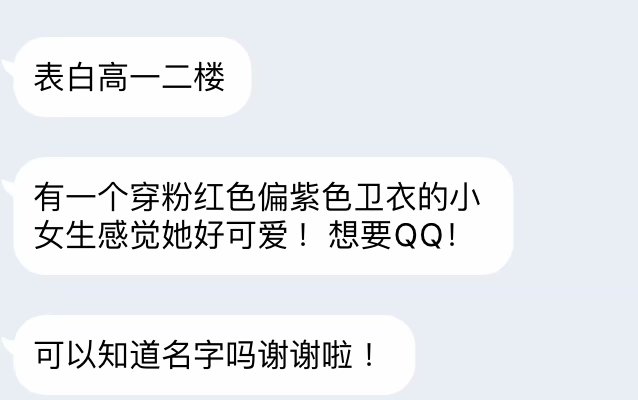 表白高一二楼
有一个穿粉红色偏紫色卫衣的小
女生感觉她好可爱！想要QQ！
可以知道名字吗谢谢啦！